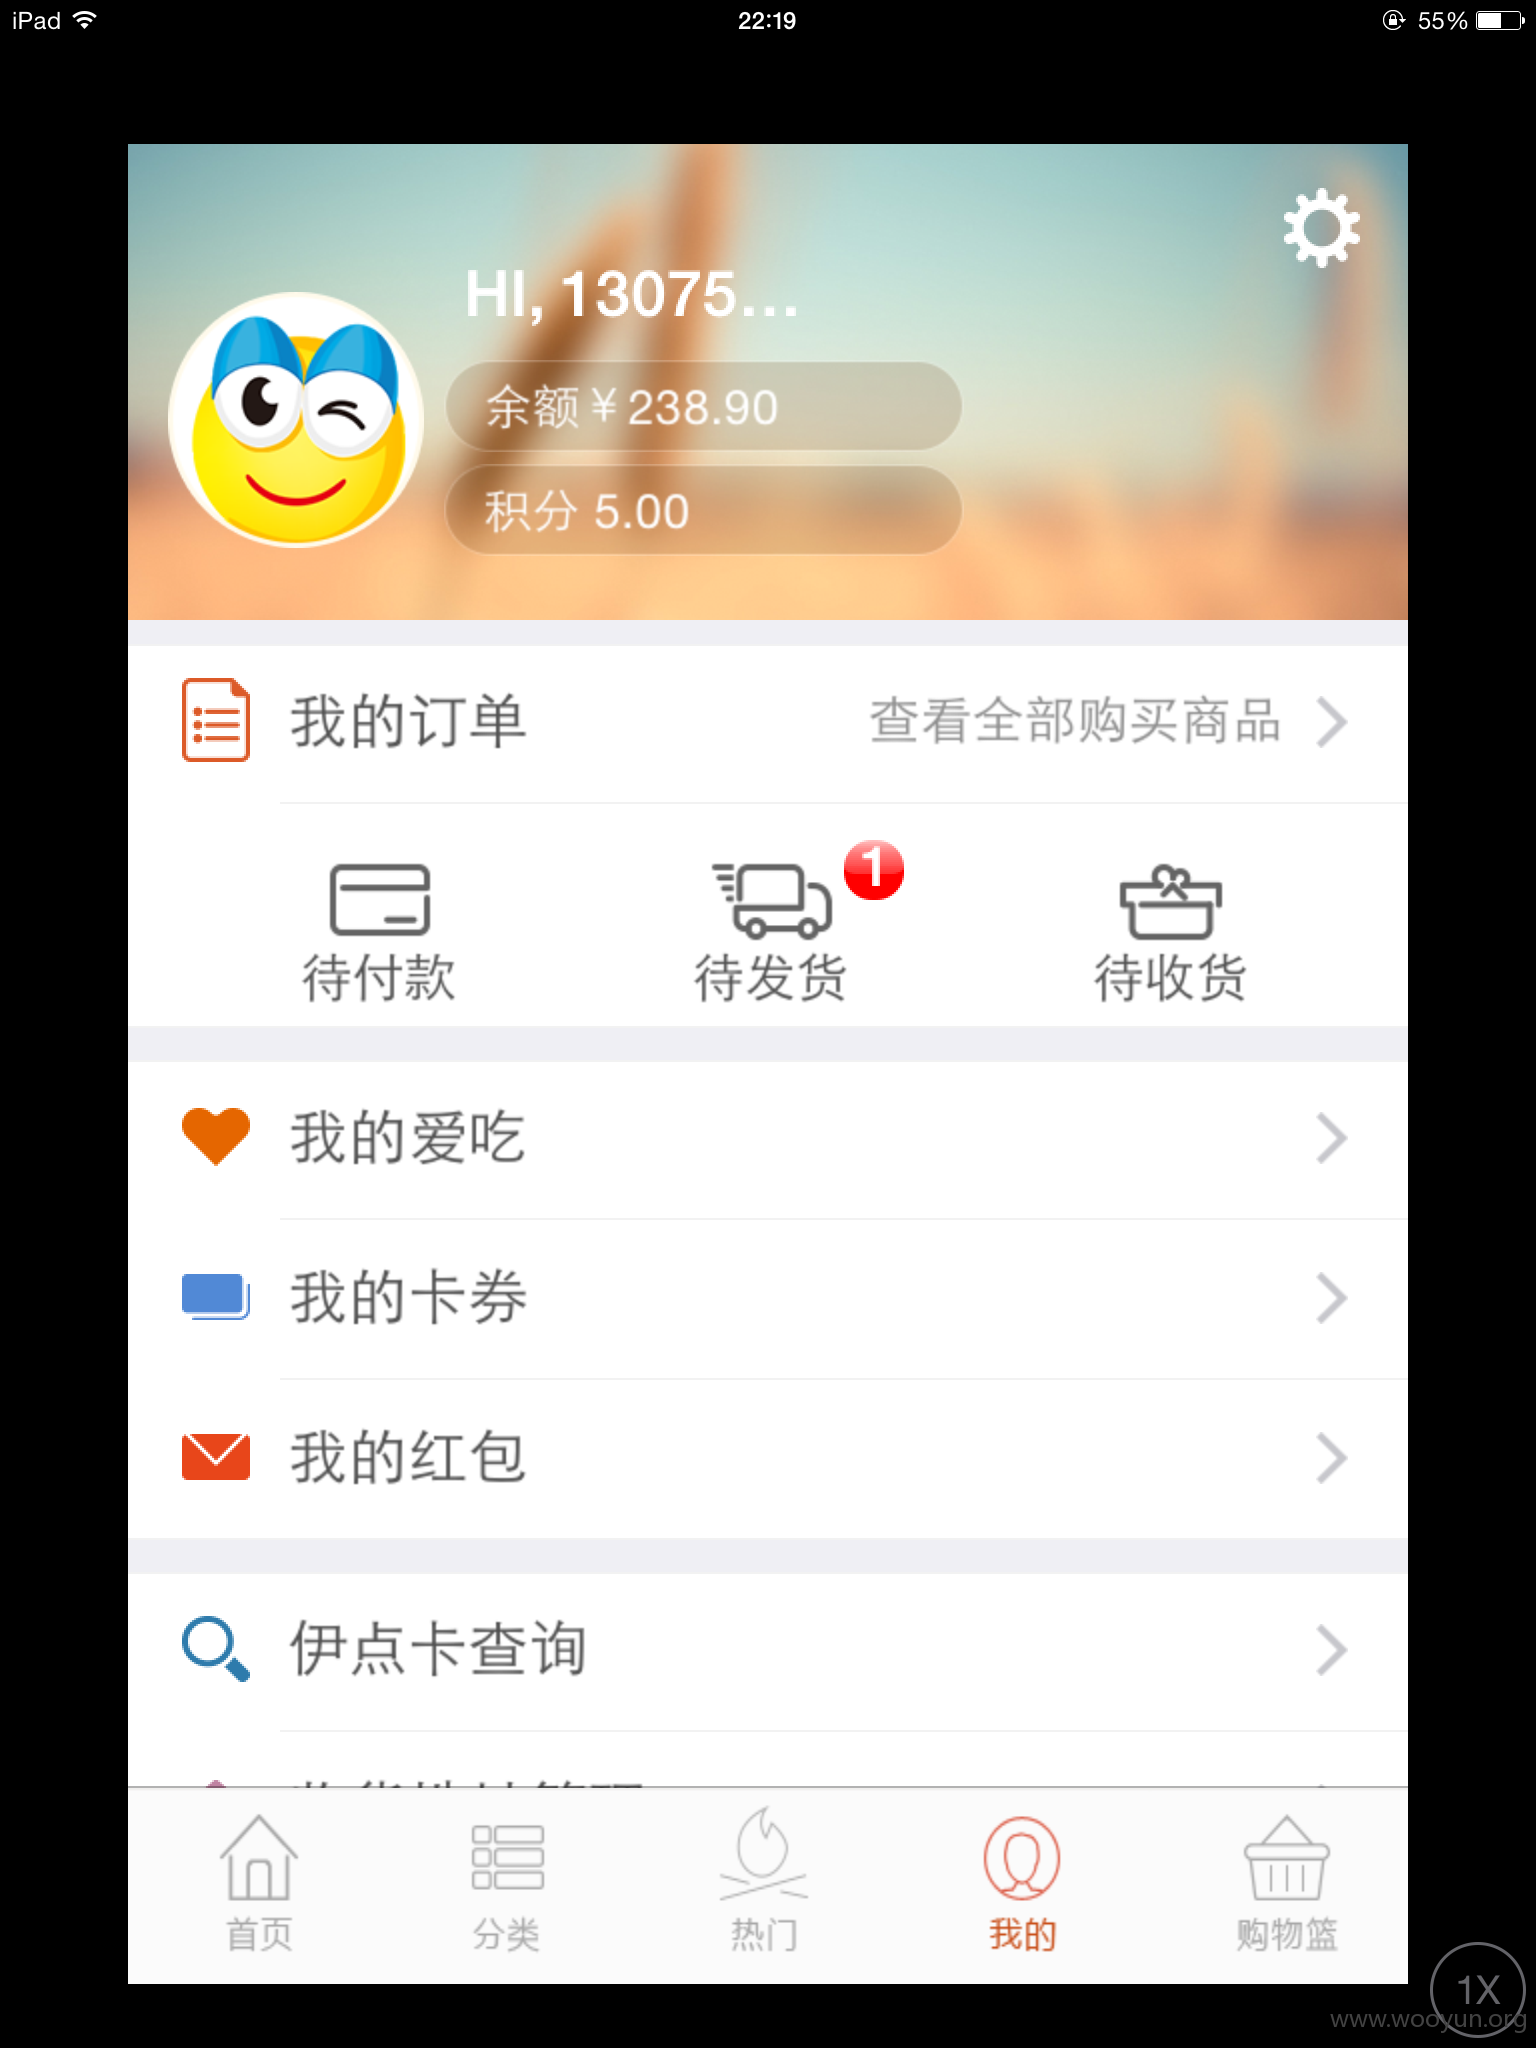 iPad 22:19 55%
HI, 13075...
余额￥238.90
积分 5.00
我的订单 查看全部购买商品
1
待付款 待发货 待收货
我的爱吃
我的卡券
我的红包
伊点卡查询
首页 分类 热门 我的 购物篮
1X
www.wooyun.org